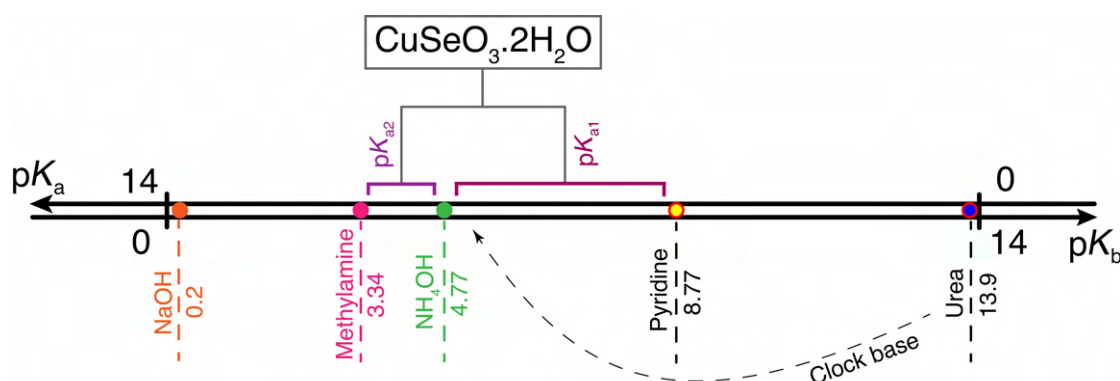 CuSeO₃.2H₂O
pKₐ₂
pKₐ₁
pKₐ
14
0
0
14
pK_b
NaOH
0.2
Methylamine
3.34
NH₄OH
4.77
Pyridine
8.77
Urea
13.9
Clock base